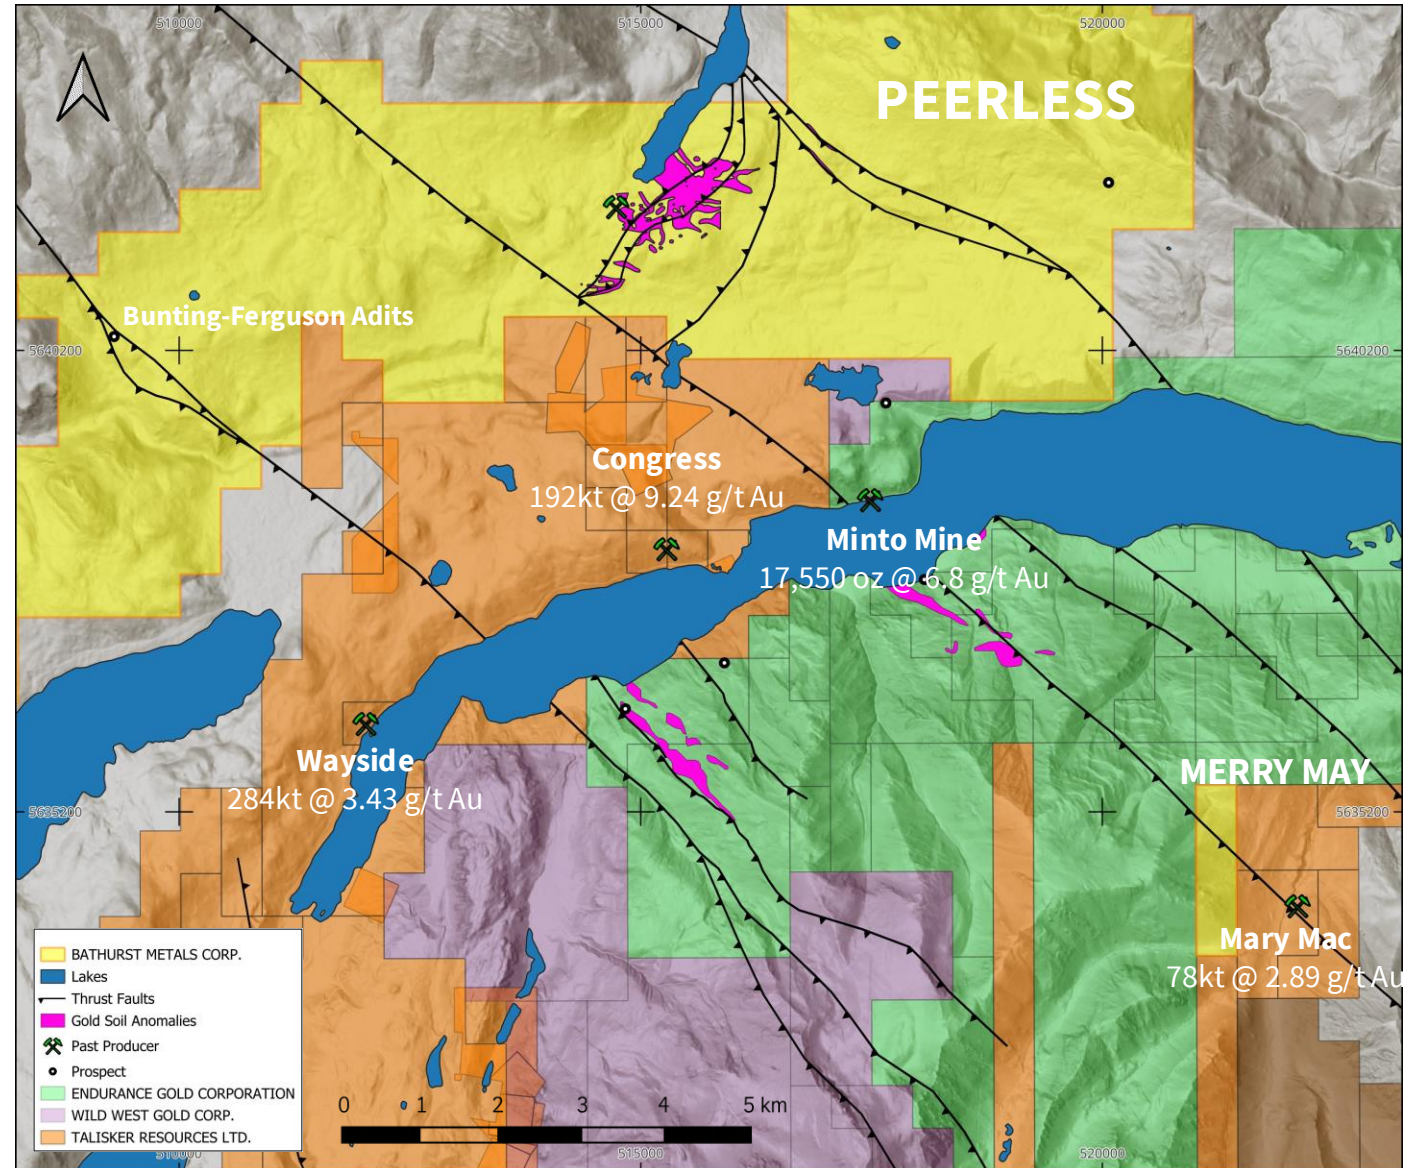 510000
515000
520000
PEERLESS
Bunting-Ferguson Adits
5640200
5640200
Congress
192kt @ 9.24 g/t Au
Minto Mine
17,550 oz @ 6.8 g/t Au
Wayside
284kt @ 3.43 g/t Au
MERRY MAY
5635200
5635200
Mary Mac
78kt @ 2.89 g/t Au
BATHURST METALS CORP.
Lakes
Thrust Faults
Gold Soil Anomalies
Past Producer
Prospect
ENDURANCE GOLD CORPORATION
WILD WEST GOLD CORP.
TALISKER RESOURCES LTD.
0 1 2 3 4 5 km
510000
515000
520000